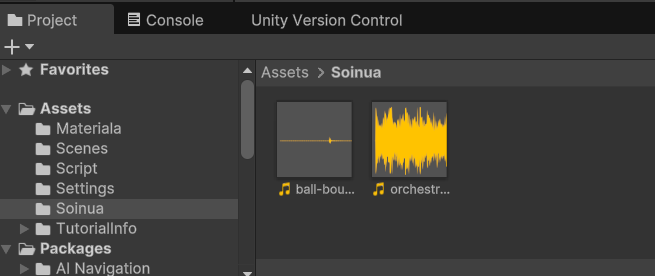 Project Console Unity Version Control
Favorites
Assets > Soinua
Assets
Materiala
Scenes
Script
Settings
Soinua
TutorialInfo
Packages
AI Navigation
ball-bou... orchestr...